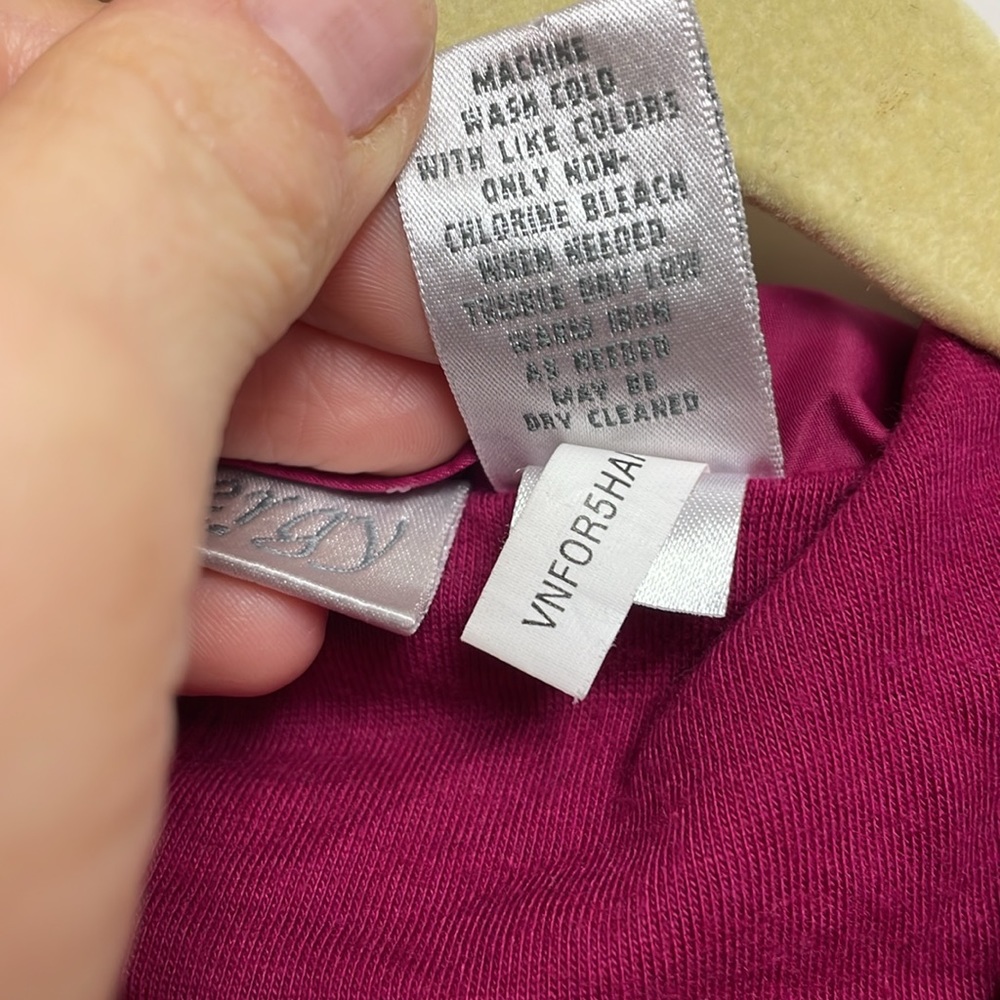 MACHINE
WASH COLD
WITH LIKE COLORS
ONLY NON-
CHLORINE BLEACH
WHEN NEEDED
TUMBLE DRY LOW
WARM IRON
AS NEEDED
MAY BE
DRY CLEANED
VNFOR5HA